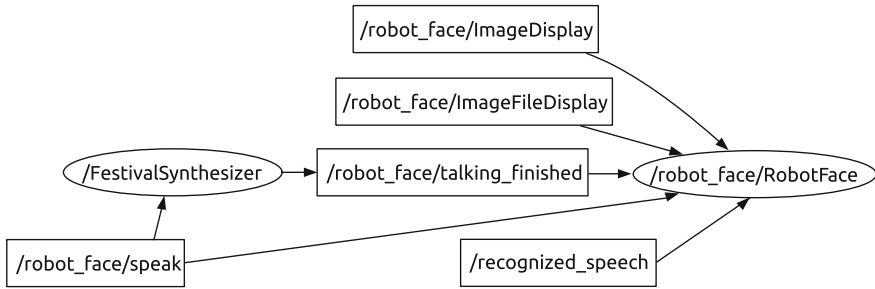 /robot_face/ImageDisplay
/robot_face/ImageFileDisplay
/FestivalSynthesizer
/robot_face/talking_finished
/robot_face/RobotFace
/robot_face/speak
/recognized_speech